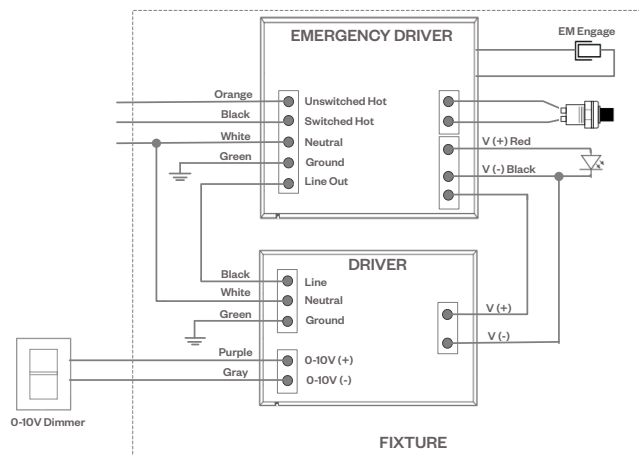 EMERGENCY DRIVER
EM Engage
Orange
Unswitched Hot
Black
Switched Hot
White
Neutral
V (+) Red
Green
Ground
V (-) Black
Line Out
DRIVER
Black
Line
White
Neutral
V (+)
Green
Ground
V (-)
Purple
0-10V (+)
Gray
0-10V (-)
0-10V Dimmer
FIXTURE